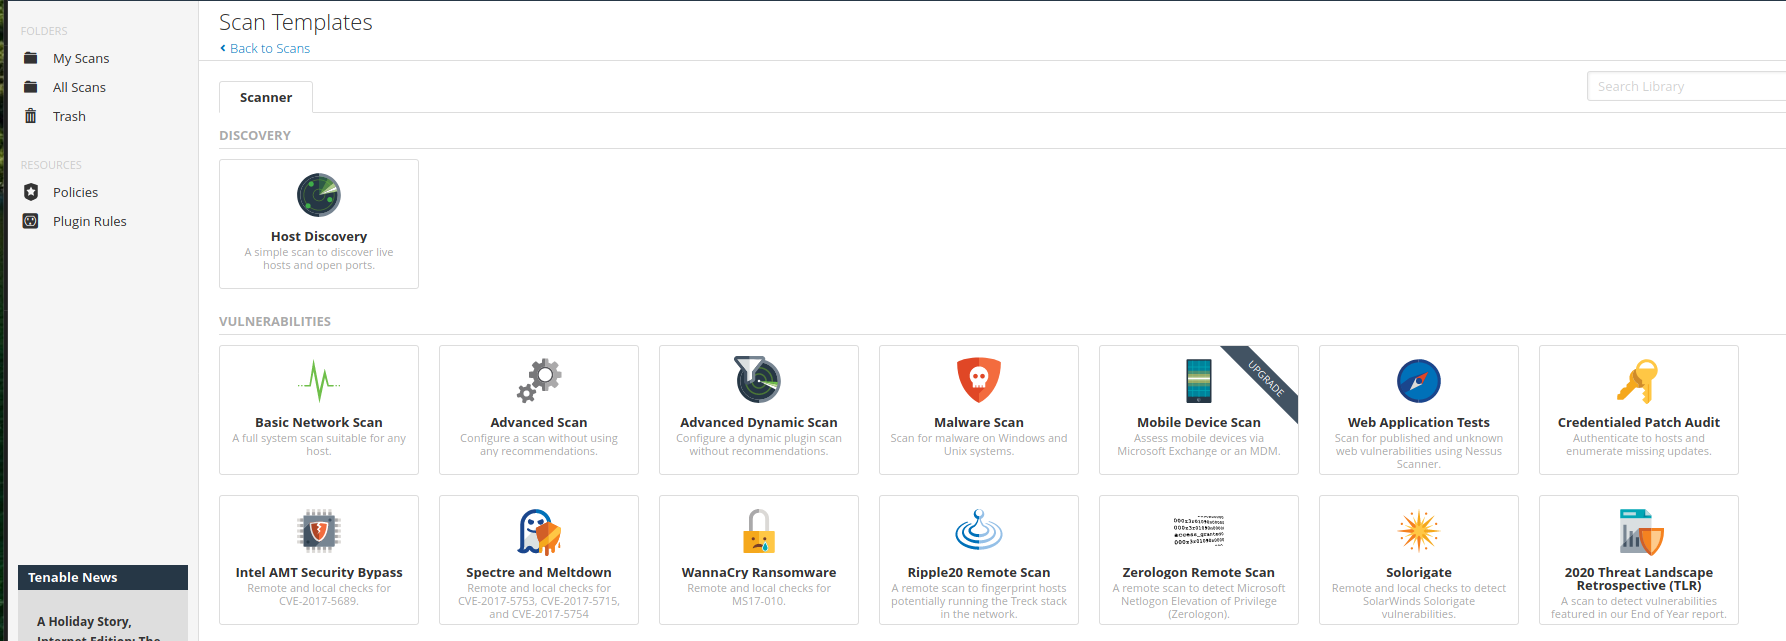 FOLDERS
My Scans
All Scans
Trash
RESOURCES
Policies
Plugin Rules
Tenable News
A Holiday Story,
Internet Edition: The
Scan Templates
Back to Scans
Scanner
Search Library
DISCOVERY
Host Discovery
A simple scan to discover live
hosts and open ports.
VULNERABILITIES
Basic Network Scan
A full system scan suitable for any
host.
Advanced Scan
Configure a scan without using
any recommendations.
Advanced Dynamic Scan
Configure a dynamic plugin scan
without recommendations.
Malware Scan
Scan for malware on Windows and
Unix systems.
UPGRADE
Mobile Device Scan
Assess mobile devices via
Microsoft Exchange or an MDM.
Web Application Tests
Scan for published and unknown
web vulnerabilities using Nessus
Scanner.
Credentialed Patch Audit
Authenticate to hosts and
enumerate missing updates.
Intel AMT Security Bypass
Remote and local checks for
CVE-2017-5689.
Spectre and Meltdown
Remote and local checks for
CVE-2017-5753, CVE-2017-5715,
and CVE-2017-5754
WannaCry Ransomware
Remote and local checks for
MS17-010.
Ripple20 Remote Scan
A remote scan to fingerprint hosts
potentially running the Treck stack
in the network.
Zerologon Remote Scan
A remote scan to detect Microsoft
Netlogon Elevation of Privilege
(Zerologon).
Solorigate
Remote and local checks to detect
SolarWinds Solorigate
vulnerabilities.
2020 Threat Landscape
Retrospective (TLR)
A scan to detect vulnerabilities
featured in our End of Year report.